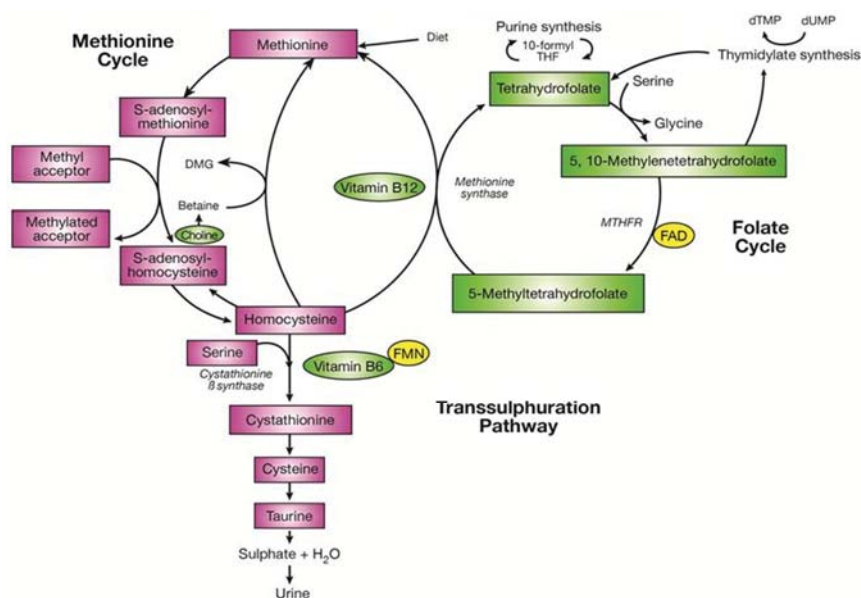 Methionine
Cycle
Methionine
Diet
Purine synthesis
10-formyl
THF
dTMP
dUMP
Thymidylate synthesis
Tetrahydrofolate
Serine
Glycine
S-adenosyl-
methionine
5, 10-Methylenetetrahydrofolate
Methyl
acceptor
DMG
Vitamin B12
Methionine
synthase
Betaine
MTHFR
FAD
Folate
Cycle
Methylated
acceptor
Choline
S-adenosyl-
homocysteine
5-Methyltetrahydrofolate
Homocysteine
Serine
Cystathionine
ß synthase
Vitamin B6
FMN
Transsulphuration
Pathway
Cystathionine
Cysteine
Taurine
Sulphate + H₂O
Urine